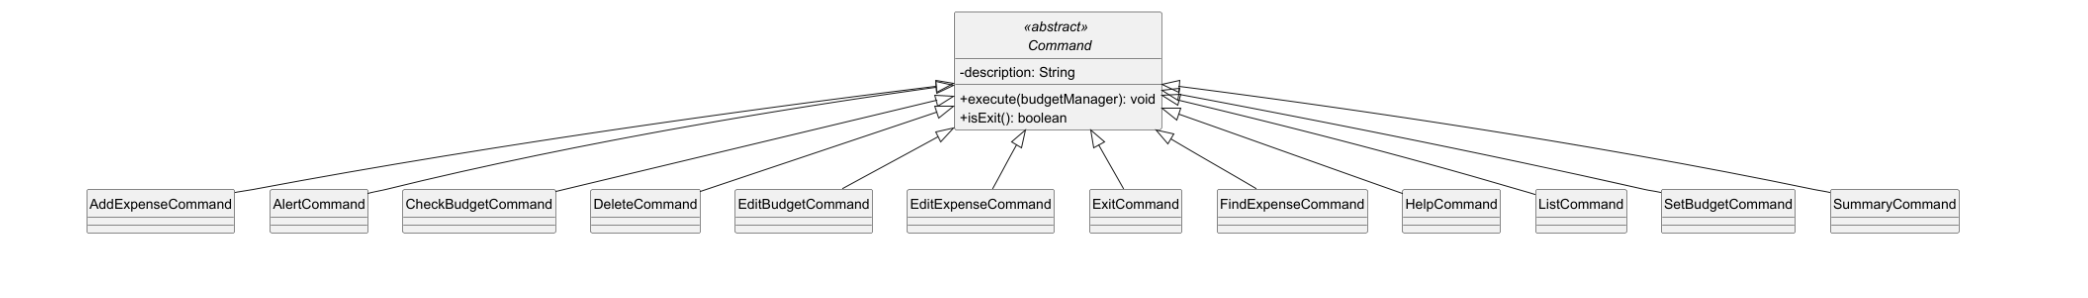 «abstract»
Command
-description: String
+execute(budgetManager): void
+isExit(): boolean
AddExpenseCommand
AlertCommand
CheckBudgetCommand
DeleteCommand
EditBudgetCommand
EditExpenseCommand
ExitCommand
FindExpenseCommand
HelpCommand
ListCommand
SetBudgetCommand
SummaryCommand